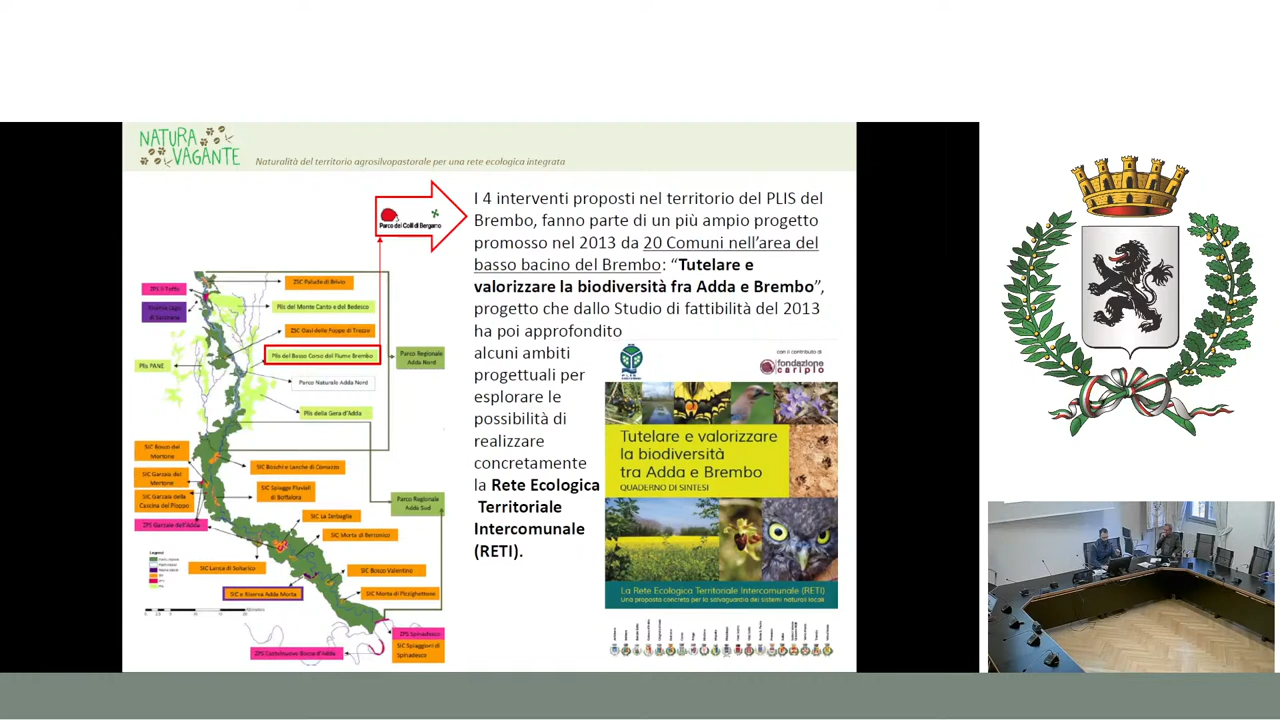 NATURA
VAGANTE
Naturalità del territorio agrosilvopastorale per una rete ecologica integrata
Parco dei Colli di Bergamo
I 4 interventi proposti nel territorio del PLIS del
Brembo, fanno parte di un più ampio progetto
promosso nel 2013 da 20 Comuni nell'area del
basso bacino del Brembo: “Tutelare e
valorizzare la biodiversità fra Adda e Brembo”,
progetto che dallo Studio di fattibilità del 2013
ha poi approfondito
alcuni ambiti
progettuali per
esplorare le
possibilità di
realizzare
concretamente
la Rete Ecologica
Territoriale
Intercomunale
(RETI).
ZSC Palude di Brivio
ZPS Il Toffo
Plis del Monte Canto e del Bedesco
Riserva Lago
di Sartirana
ZSC Oasi delle Foppe di Trezzo
Plis del Basso Corso del Fiume Brembo
Parco Regionale
Adda Nord
Plis PANE
Parco Naturale Adda Nord
Plis della Gera d'Adda
SIC Bosco del
Mortone
SIC Boschi e Lanche di Comazzo
SIC Garzaia del
Mortone
SIC Spiagge Fluviali
di Boffalora
SIC Garzaia della
Cascina del Pioppo
Parco Regionale
Adda Sud
ZPS Garzaie dell'Adda
SIC La Zerbaglia
SIC Morta di Bertonico
SIC Lanca di Soltarico
SIC Bosco Valentino
SIC e Riserva Adda Morta
SIC Morta di Pizzighettone
ZPS Spinadesco
SIC Spiaggioni di
Spinadesco
ZPS Castelnuovo Bocca d'Adda
PLIS
con il contributo di
fondazione
cariplo
Tutelare e valorizzare
la biodiversità
tra Adda e Brembo
QUADERNO DI SINTESI
La Rete Ecologica Territoriale Intercomunale (RETI)
Una proposta concreta per la salvaguardia dei sistemi naturali locali